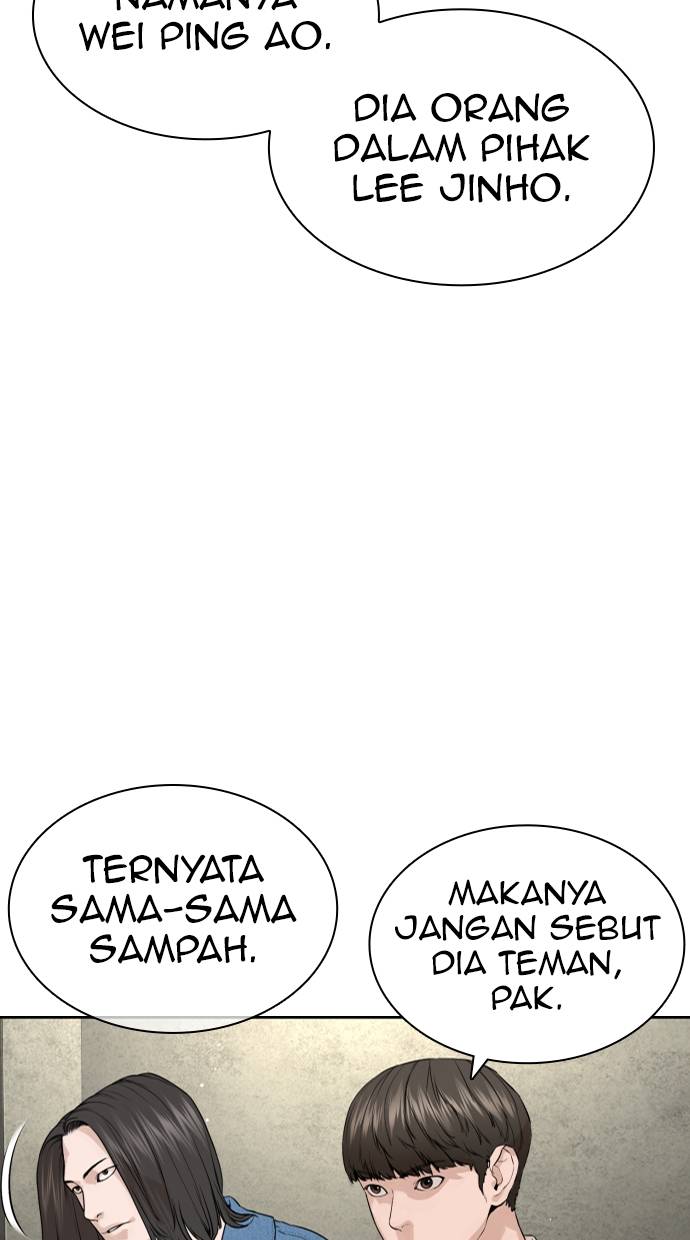 NAMANYA
WEI PING AO.
DIA ORANG
DALAM PIHAK
LEE JINHO.
TERNYATA
SAMA-SAMA
SAMPAH.
MAKANYA
JANGAN SEBUT
DIA TEMAN,
PAK.